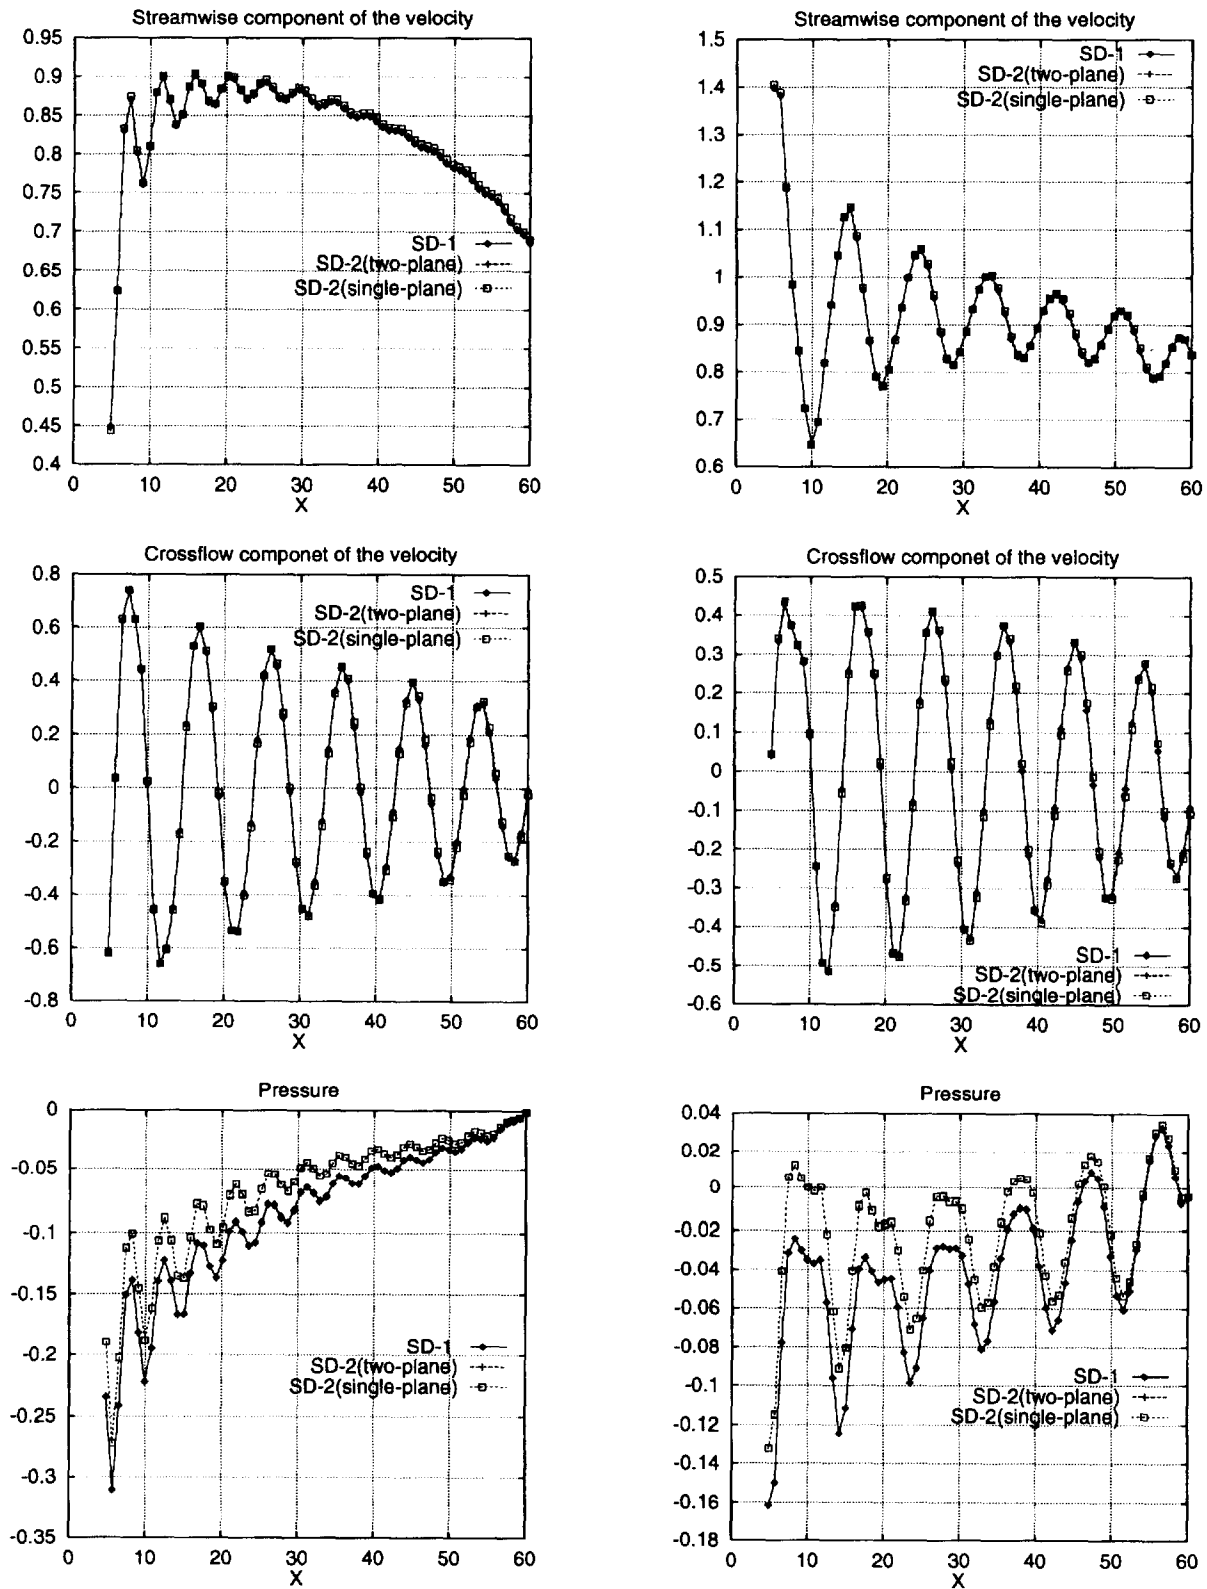 Streamwise component of the velocity
0.95
0.9
0.85
0.8
0.75
0.7
0.65
0.6
0.55
0.5
0.45
0.4
SD-1
SD-2(two-plane)
SD-2(single-plane)
0 10 20 30 40 50 60
X
Streamwise component of the velocity
1.5
1.4
1.3
1.2
1.1
1
0.9
0.8
0.7
0.6
SD-1
SD-2(two-plane)
SD-2(single-plane)
0 10 20 30 40 50 60
X
Crossflow componet of the velocity
0.8
0.6
0.4
0.2
0
-0.2
-0.4
-0.6
-0.8
SD-1
SD-2(two-plane)
SD-2(single-plane)
0 10 20 30 40 50 60
X
Crossflow componet of the velocity
0.5
0.4
0.3
0.2
0.1
0
-0.1
-0.2
-0.3
-0.4
-0.5
-0.6
SD-1
SD-2(two-plane)
SD-2(single-plane)
0 10 20 30 40 50 60
X
Pressure
0
-0.05
-0.1
-0.15
-0.2
-0.25
-0.3
-0.35
SD-1
SD-2(two-plane)
SD-2(single-plane)
0 10 20 30 40 50 60
X
Pressure
0.04
0.02
0
-0.02
-0.04
-0.06
-0.08
-0.1
-0.12
-0.14
-0.16
-0.18
SD-1
SD-2(two-plane)
SD-2(single-plane)
0 10 20 30 40 50 60
X